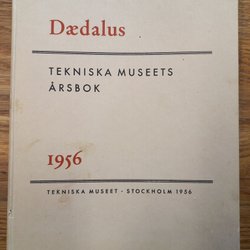 Dædalus
TEKNISKA MUSEETS
ÅRSBOK
1956
TEKNISKA MUSEET · STOCKHOLM 1956